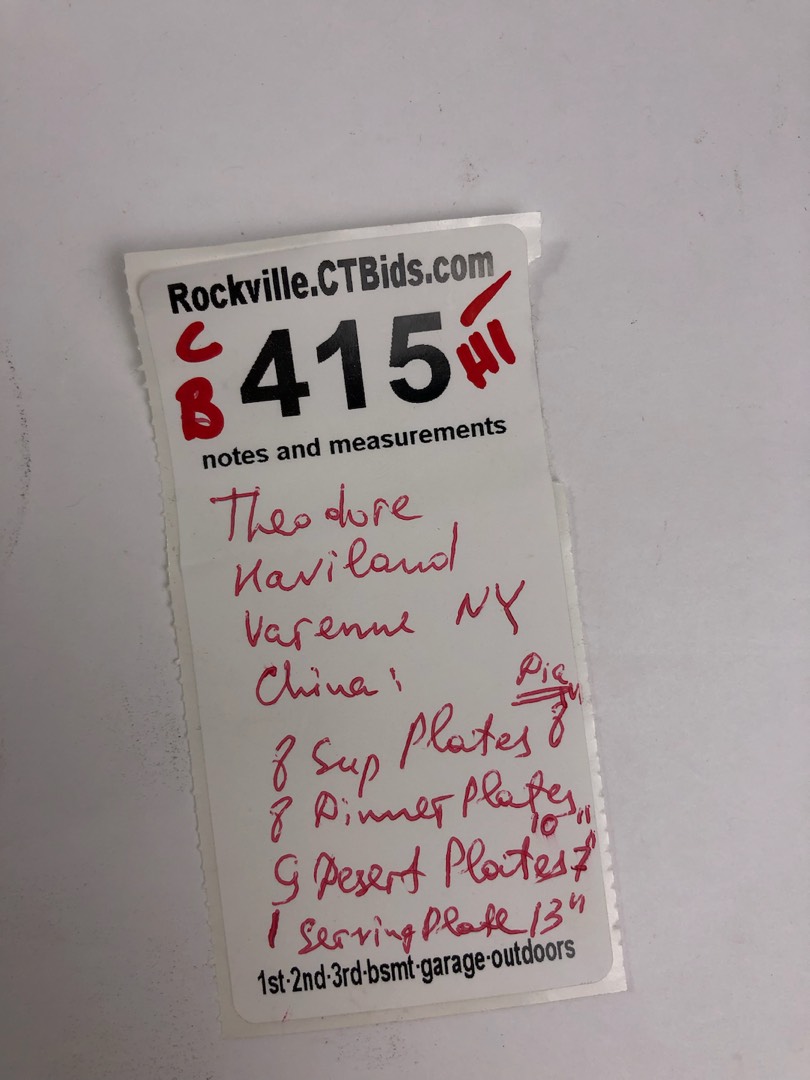 Rockville.CTBids.com
C
B 415 H1
notes and measurements
Theodore
Haviland
Varenne NY
China: Dia
8 Sup Plates 8"
8 Dinner Plates 10"
9 Desert Plates 7"
1 Serving Plate 13"
1st·2nd·3rd·bsmt·garage·outdoors